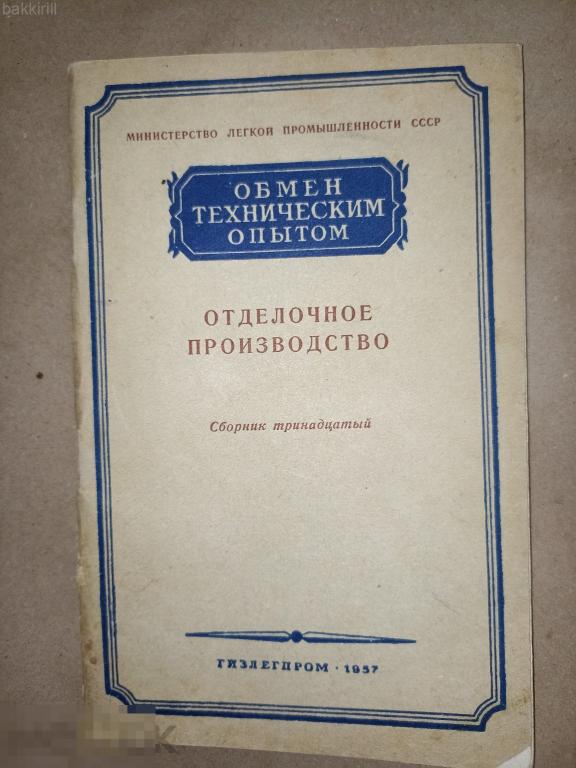 bakkirill
МИНИСТЕРСТВО ЛЕГКОЙ ПРОМЫШЛЕННОСТИ СССР
ОБМЕН
ТЕХНИЧЕСКИМ
ОПЫТОМ
ОТДЕЛОЧНОЕ
ПРОИЗВОДСТВО
Сборник тринадцатый
ГИЗЛЕГПРОМ · 1957